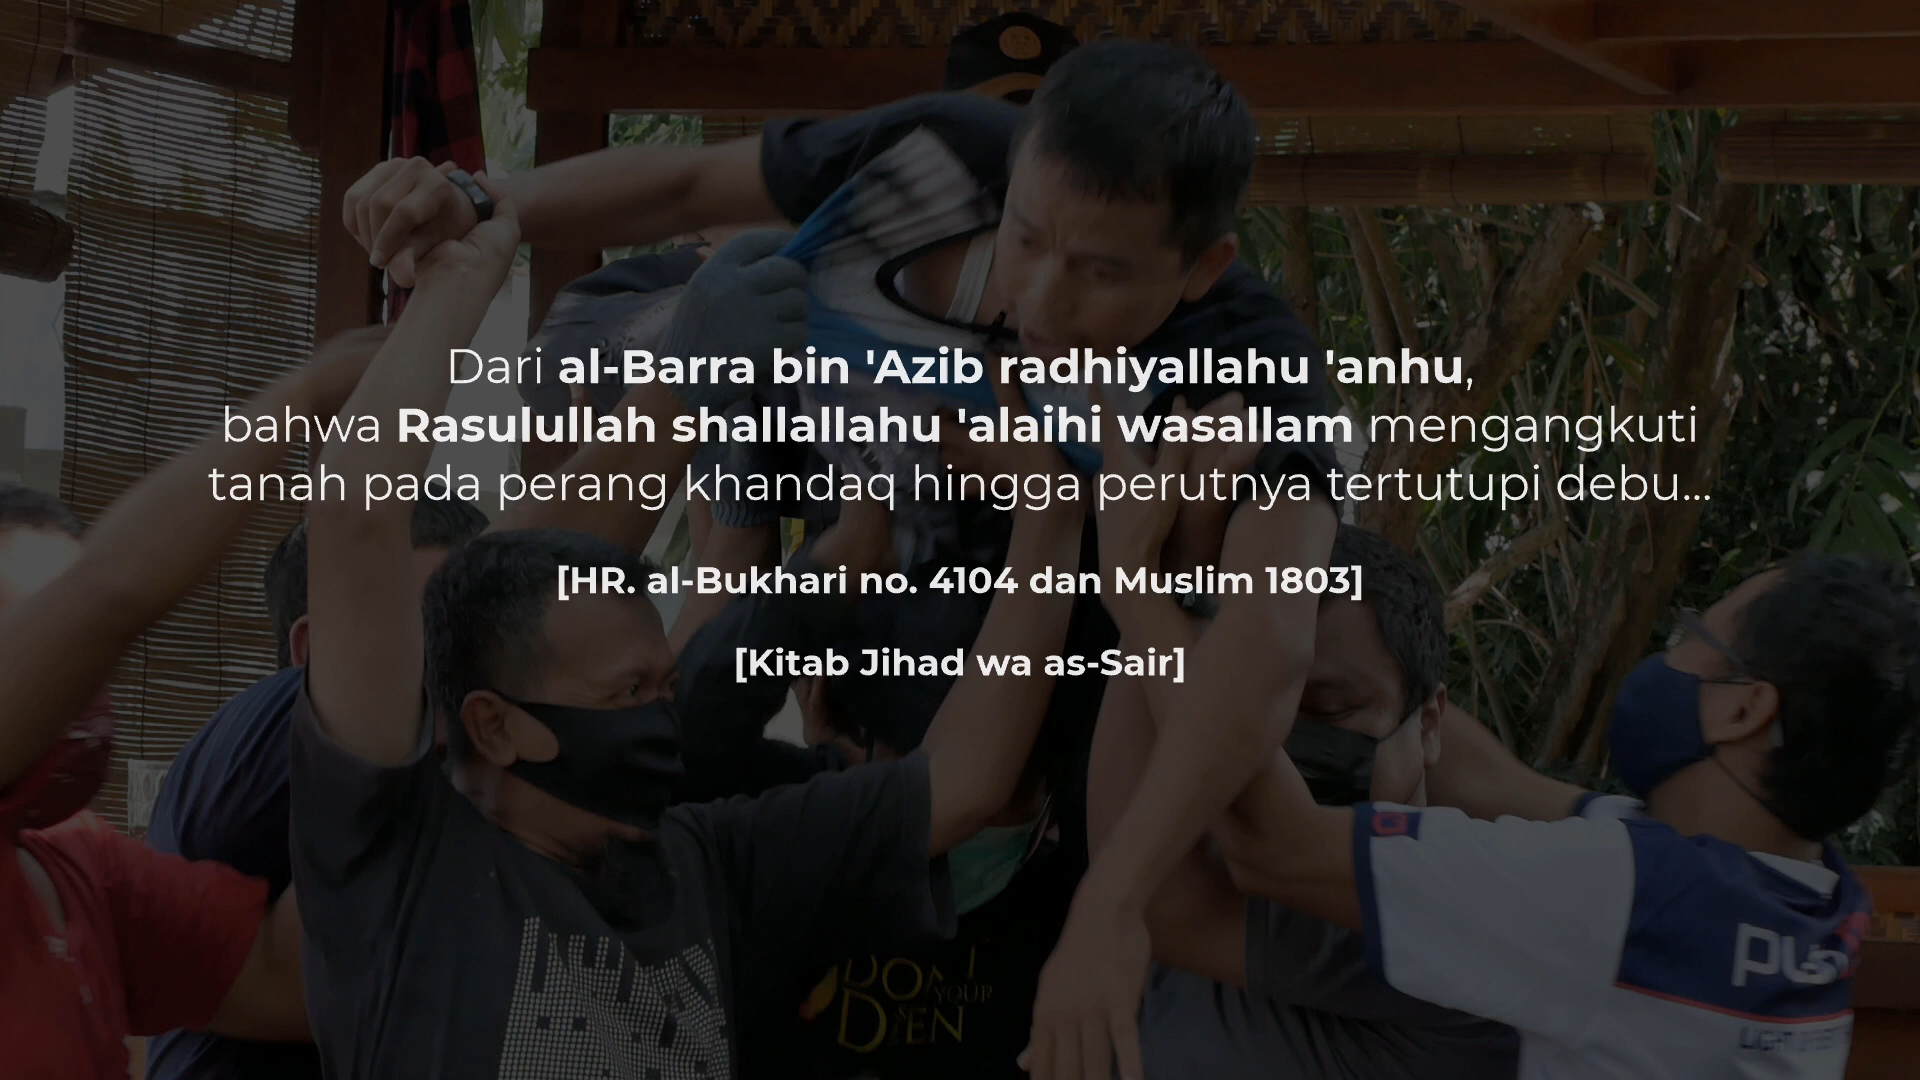 Dari al-Barra bin 'Azib radhiyallahu 'anhu,
bahwa Rasulullah shallallahu 'alaihi wasallam mengangkuti
tanah pada perang khandaq hingga perutnya tertutupi debu...
[HR. al-Bukhari no. 4104 dan Muslim 1803]
[Kitab Jihad wa as-Sair]
YOUR